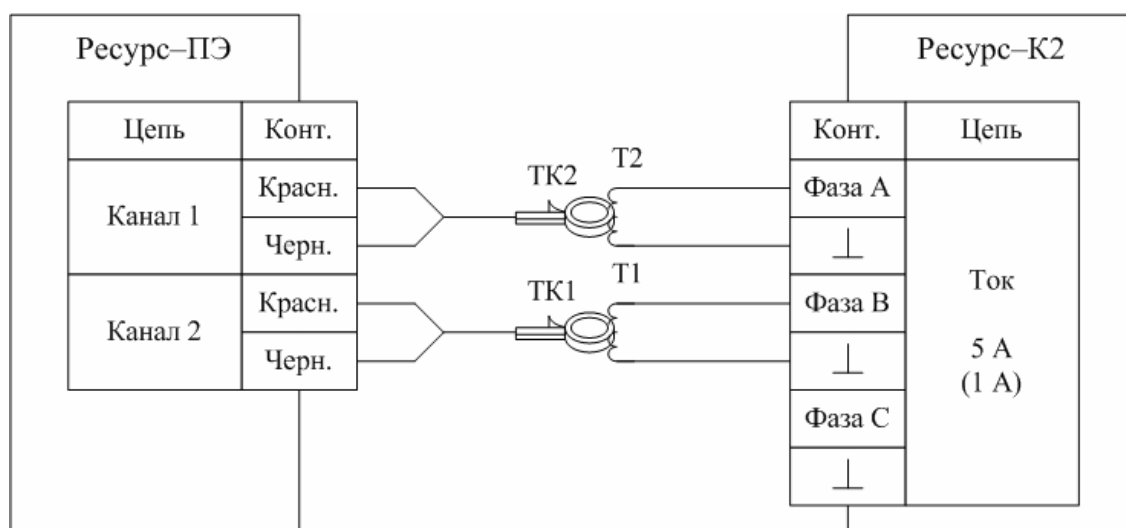 Ресурс–ПЭ
Цепь Конт.
Канал 1
Красн.
Черн.
Канал 2
Красн.
Черн.
ТК2
Т2
ТК1
Т1
Ресурс–К2
Конт. Цепь
Фаза А
⊥
Фаза В
⊥
Фаза С
⊥
Ток
5 А
(1 А)